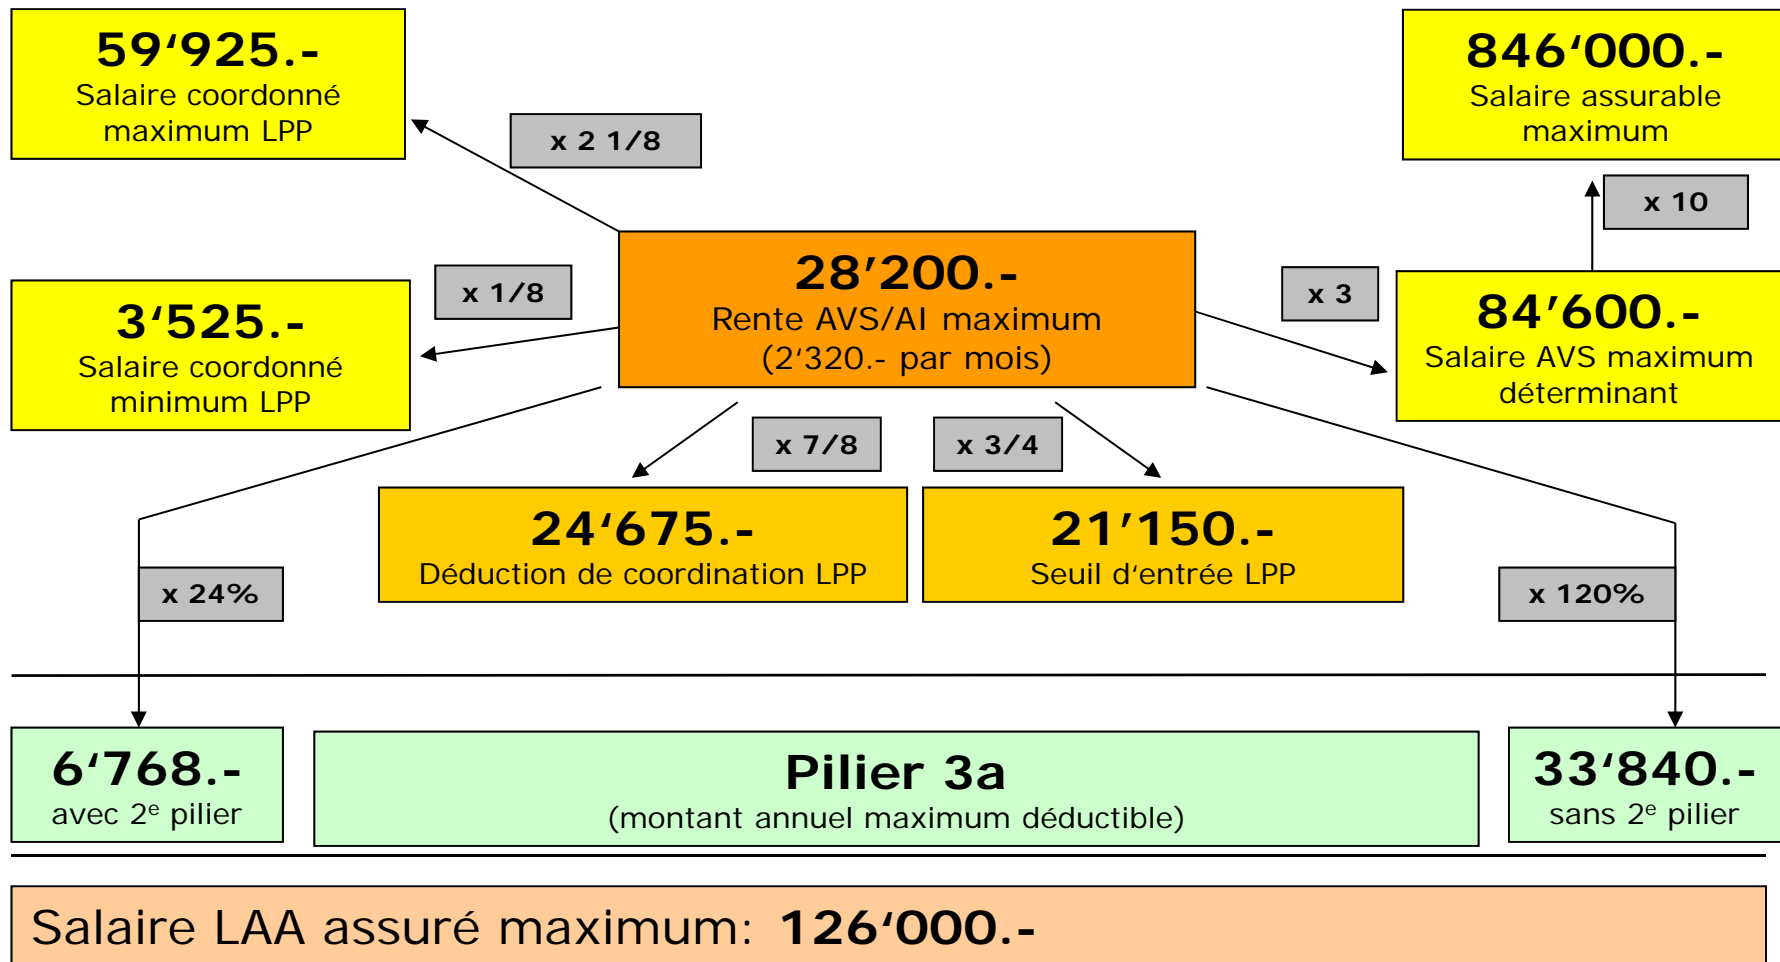 59‘925.-
Salaire coordonné
maximum LPP
x 2 1/8
846‘000.-
Salaire assurable
maximum
x 10
28’200.-
Rente AVS/AI maximum
(2‘320.- par mois)
x 1/8
3‘525.-
Salaire coordonné
minimum LPP
x 3
84’600.-
Salaire AVS maximum
déterminant
x 7/8
x 3/4
24‘675.-
Déduction de coordination LPP
21’150.-
Seuil d‘entrée LPP
x 24%
x 120%
6‘768.-
avec 2e pilier
Pilier 3a
(montant annuel maximum déductible)
33‘840.-
sans 2e pilier
Salaire LAA assuré maximum: 126‘000.-